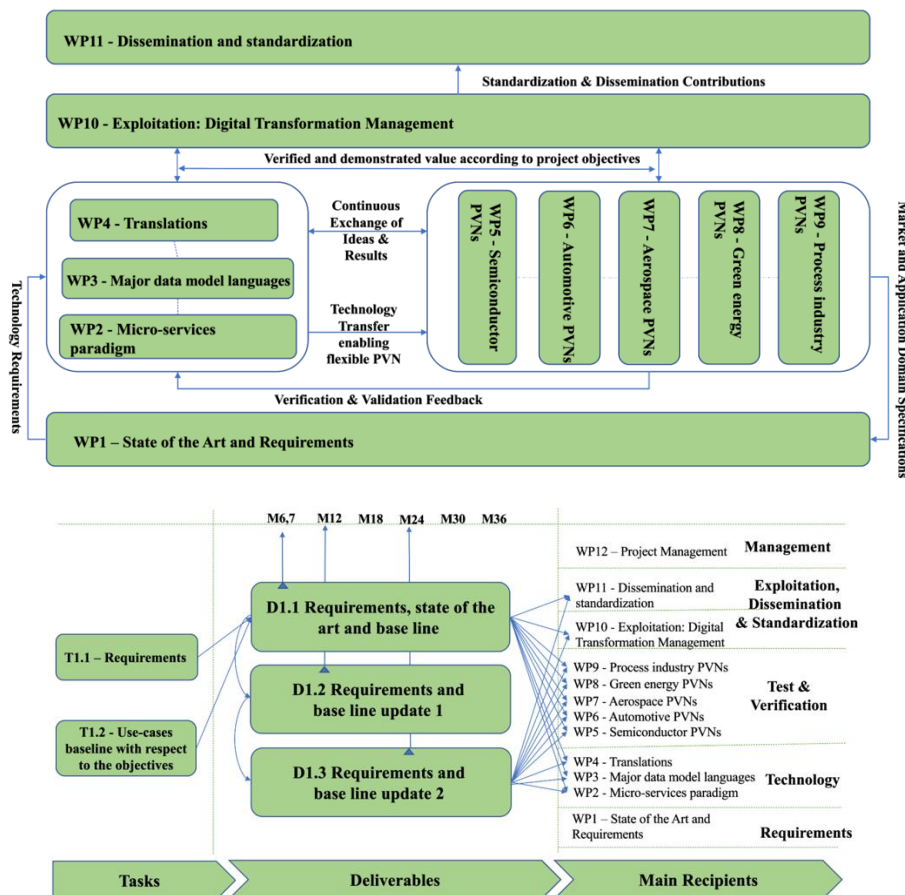 WP11 - Dissemination and standardization
Standardization & Dissemination Contributions
WP10 - Exploitation: Digital Transformation Management
Verified and demonstrated value according to project objectives
WP4 - Translations
WP3 - Major data model languages
WP2 - Micro-services
paradigm
Continuous
Exchange of
Ideas &
Results
Technology
Transfer
enabling
flexible PVN
WP5 - Semiconductor
PVNs
WP6 - Automotive PVNs
WP7 - Aerospace PVNs
WP8 - Green energy
PVNs
WP9 - Process industry
PVNs
Technology Requirements
Market and Application Domain Specifications
Verification & Validation Feedback
WP1 – State of the Art and Requirements
M6,7
M12
M18
M24
M30
M36
T1.1 – Requirements
T1.2 - Use-cases
baseline with respect
to the objectives
D1.1 Requirements, state of the
art and base line
D1.2 Requirements and
base line update 1
D1.3 Requirements and
base line update 2
WP12 – Project Management
Management
WP11 - Dissemination and
standardization
WP10 - Exploitation: Digital
Transformation Management
Exploitation,
Dissemination
& Standardization
WP9 - Process industry PVNs
WP8 - Green energy PVNs
WP7 - Aerospace PVNs
WP6 - Automotive PVNs
WP5 - Semiconductor PVNs
Test &
Verification
WP4 - Translations
WP3 - Major data model languages
WP2 - Micro-services paradigm
Technology
WP1 – State of the Art and
Requirements
Requirements
Tasks
Deliverables
Main Recipients